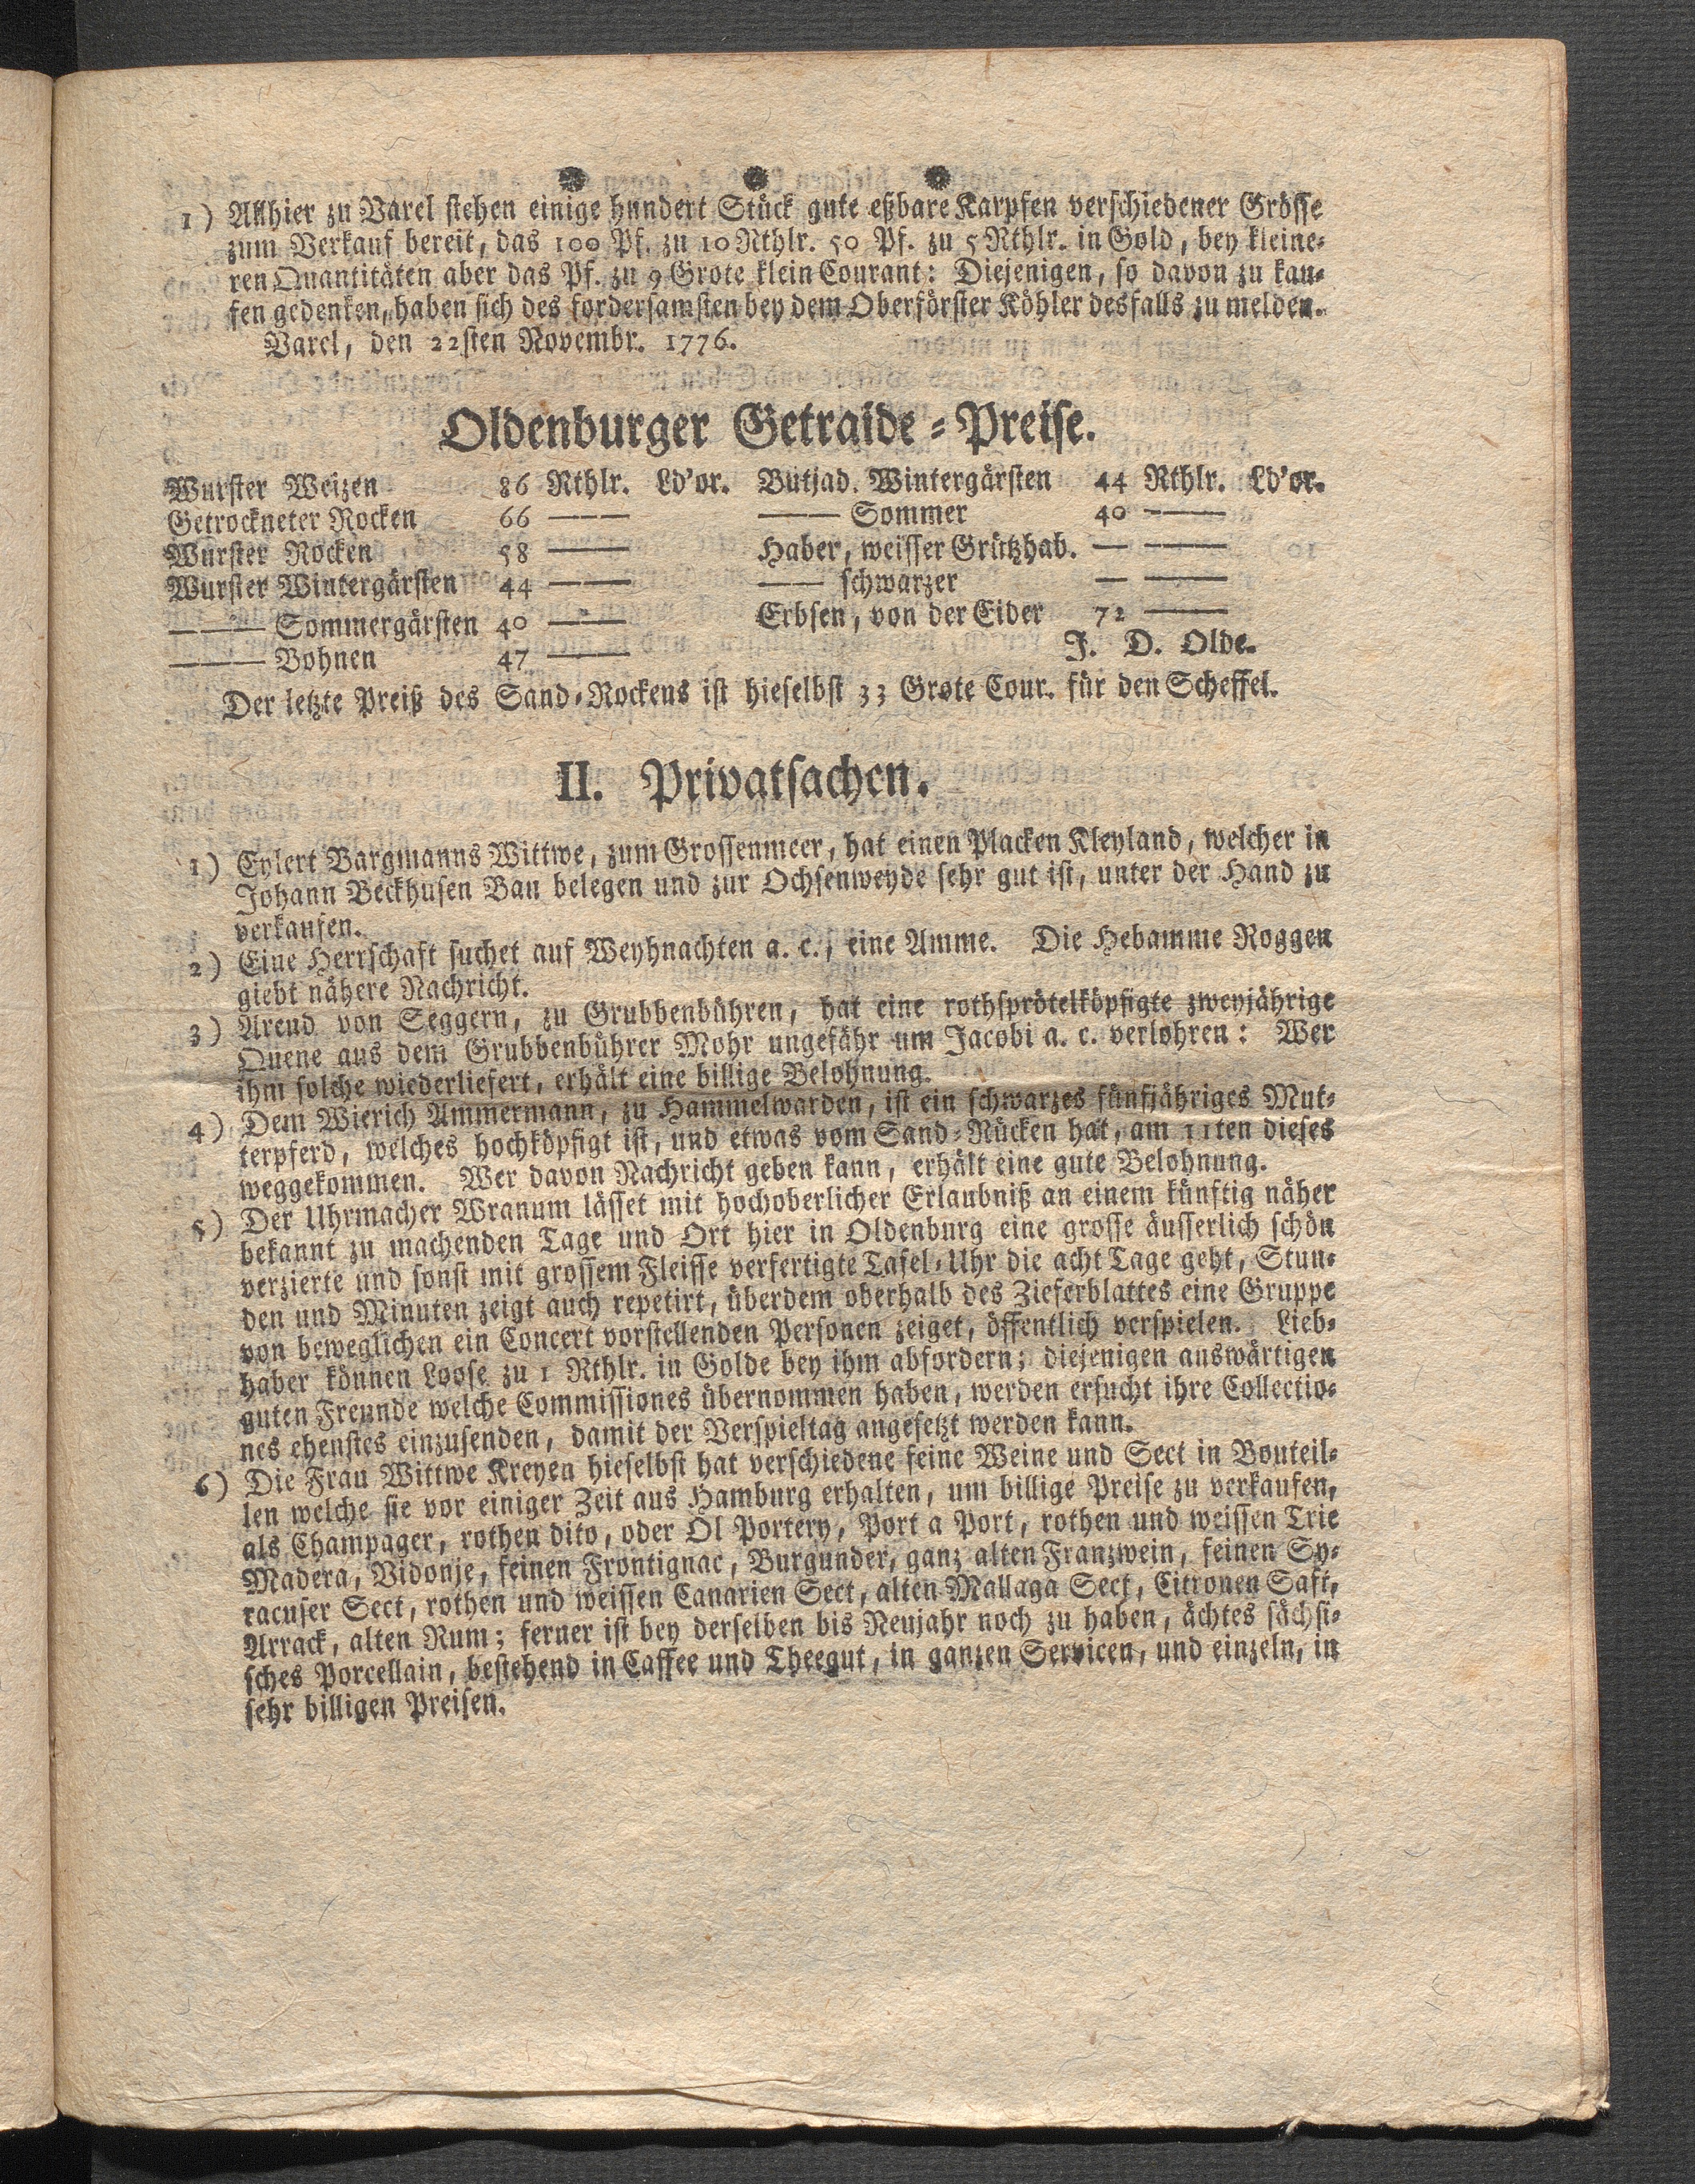 1) Allhier zu Varel stehen einige hundert Stück gute eßbare Karpfen verschiedener Grösse
zum Verkauf bereit, das 100 Pf. zu 10 Rthlr. 50 Pf. zu 5 Rthlr. in Gold, bey kleine-
ren Quantitäten aber das Pf. zu 9 Grote klein Courant: Diejenigen, so davon zu kau-
fen gedenken, haben sich des fordersamsten bey dem Oberförster Köhler desfalls zu melden.
Varel, den 22sten Novembr. 1776.
Oldenburger Getraide-Preise.
Wurster Weizen 86 Rthlr. Ld'or. Butjad. Wintergärsten 44 Rthlr. Ld'or.
Getrockneter Rocken 66 ——— ——— Sommer 40 ———
Wurster Rocken 58 ——— Haber, weisser Grützhab. — ———
Wurster Wintergärsten 44 ——— —— schwarzer — ———
——— Sommergärsten 40 ——— Erbsen, von der Eider 72 ———
——— Bohnen 47 ——— J. D. Olde.
Der letzte Preiß des Sand-Rockens ist hieselbst 33 Grote Cour. für den Scheffel.
II. Privatsachen.
1) Eylert Bargmanns Wittwe, zum Grossenmeer, hat einen Placken Kleyland, welcher in
Johann Beckhusen Bau belegen und zur Ochsenweyde sehr gut ist, unter der Hand zu
verkaufen.
2) Eine Herrschaft suchet auf Weyhnachten a. c., eine Amme. Die Hebamme Roggen
giebt nähere Nachricht.
3) Arend von Seggern, zu Grubbenbühren, hat eine rothsprötelköpfigte zweyjährige
Quene aus dem Grubbenbührer Mohr ungefähr um Jacobi a. c. verlohren: Wer
ihm solche wiederliefert, erhält eine billige Belohnung.
4) Dem Wierich Ammermann, zu Hammelwarden, ist ein schwarzes fünfjähriges Mut-
terpferd, welches hochköpfigt ist, und etwas vom Sand-Rücken hat, am 11ten dieses
weggekommen. Wer davon Nachricht geben kann, erhält eine gute Belohnung.
5) Der Uhrmacher Wranum lässet mit hochoberlicher Erlaubniß an einem künftig näher
bekannt zu machenden Tage und Ort hier in Oldenburg eine grosse äusserlich schön
verzierte und sonst mit grossem Fleisse verfertigte Tafel-Uhr die acht Tage geht, Stun-
den und Minuten zeigt auch repetirt, überdem oberhalb des Zieferblattes eine Gruppe
von beweglichen ein Concert vorstellenden Personen zeiget, öffentlich verspielen. Lieb-
haber können Loose zu 1 Rthlr. in Golde bey ihm abfordern; diejenigen auswärtigen
guten Freunde welche Commissiones übernommen haben, werden ersucht ihre Collectio-
nes ehenstes einzusenden, damit der Verspieltag angesetzt werden kann.
6) Die Frau Wittwe Kreyen hieselbst hat verschiedene feine Weine und Sect in Bouteil-
len welche sie vor einiger Zeit aus Hamburg erhalten, um billige Preise zu verkaufen,
als Champager, rothen dito, oder Öl Portery, Port a Port, rothen und weissen Trie
Madera, Vidonje, feinen Frontignac, Burgunder, ganz alten Franzwein, feinen Sy-
racuser Sect, rothen und weissen Canarien Sect, alten Mallaga Sect, Citronen Saft,
Arrack, alten Rum; ferner ist bey derselben bis Neujahr noch zu haben, ächtes sächsi-
sches Porcellain, bestehend in Caffee und Theegut, in ganzen Servicen, und einzeln, in
sehr billigen Preisen.